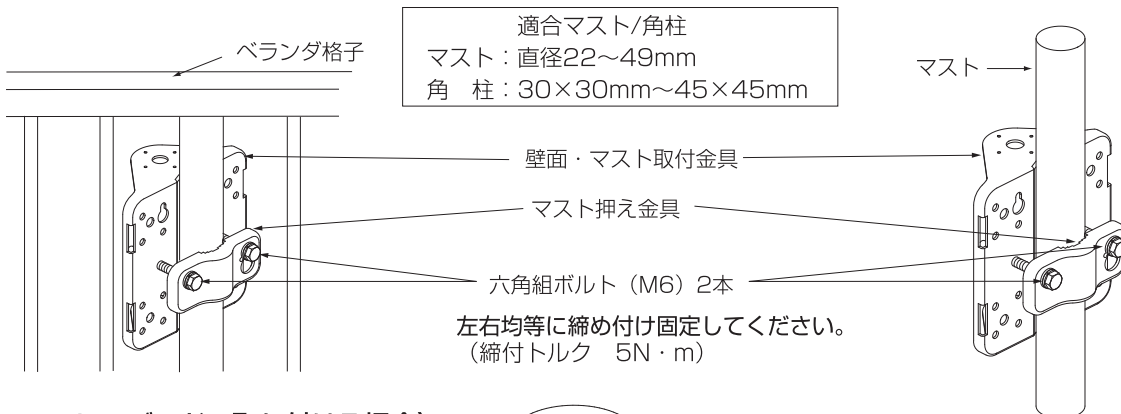 適合マスト/角柱
ベランダ格子
マスト：直径22～49mm
マスト
角　柱：30×30mm～45×45mm
壁面・マスト取付金具
マスト押え金具
六角組ボルト（M6）2本
左右均等に締め付け固定してください。
（締付トルク　5N・m）